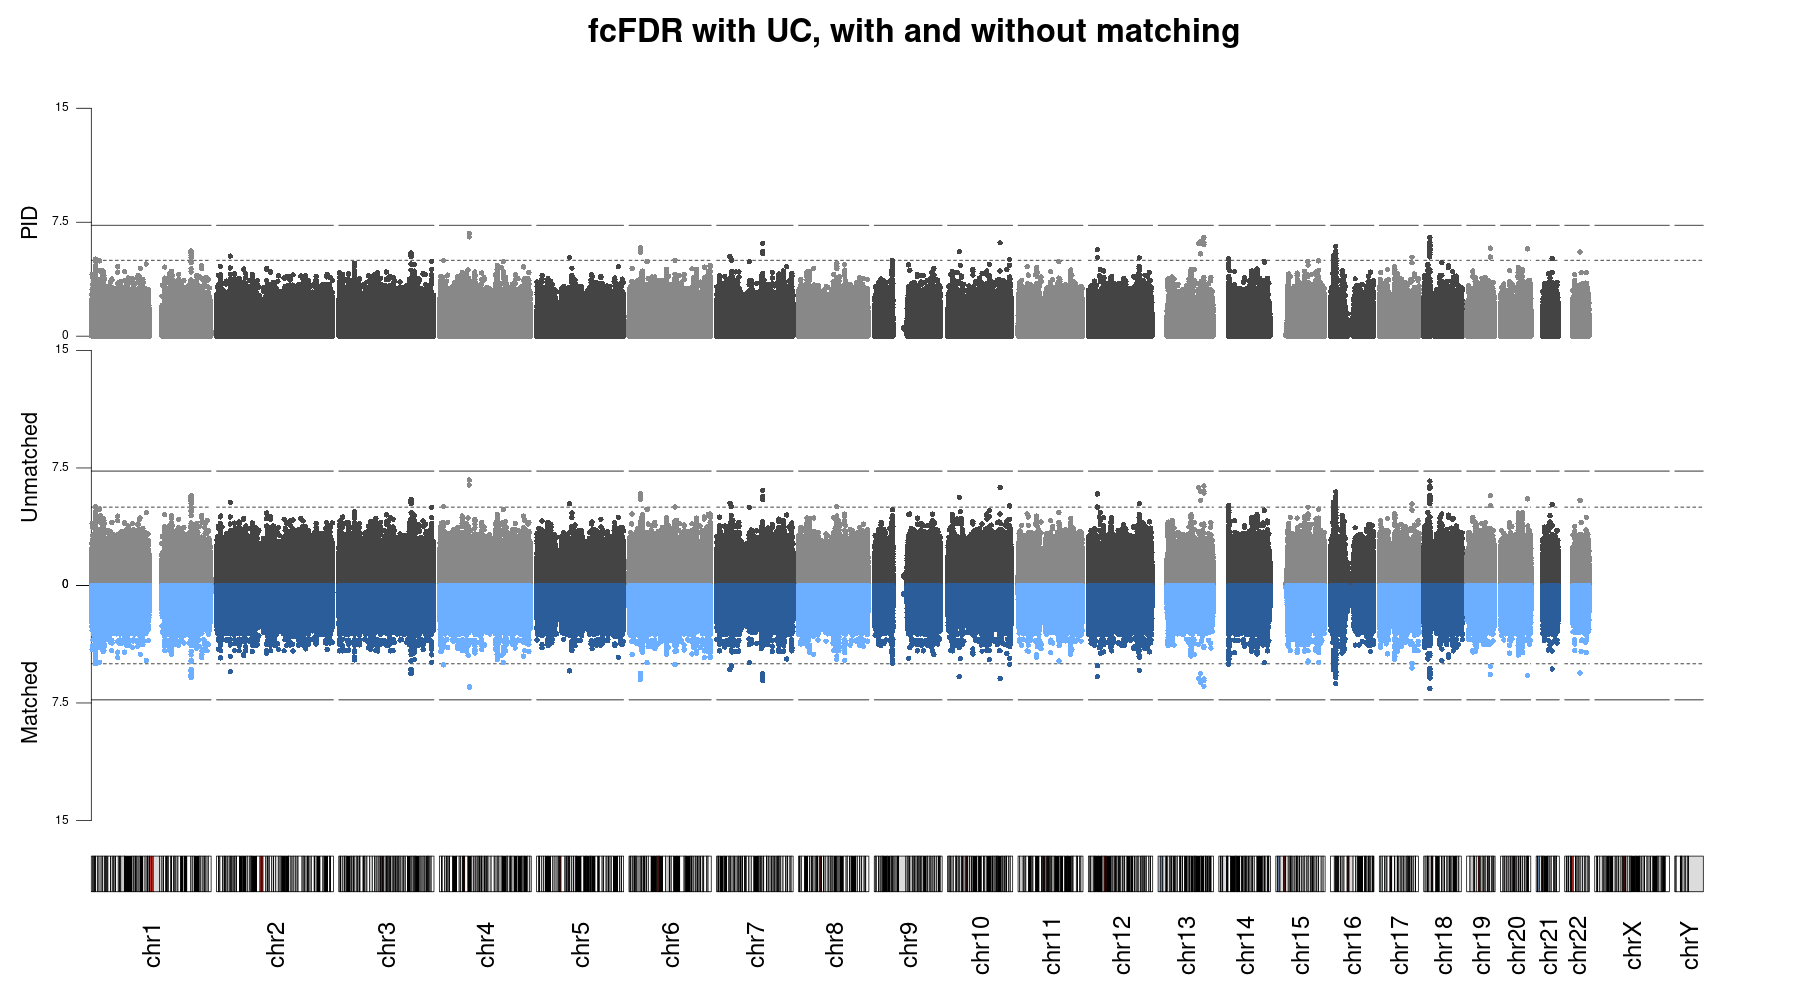 fcFDR with UC, with and without matching
15
PID
7.5
0
15
Unmatched
7.5
0
Matched
7.5
15
chr1 chr2 chr3 chr4 chr5 chr6 chr7 chr8 chr9 chr10 chr11 chr12 chr13 chr14 chr15 chr16 chr17 chr18 chr19 chr20 chr21 chr22 chrX chrY